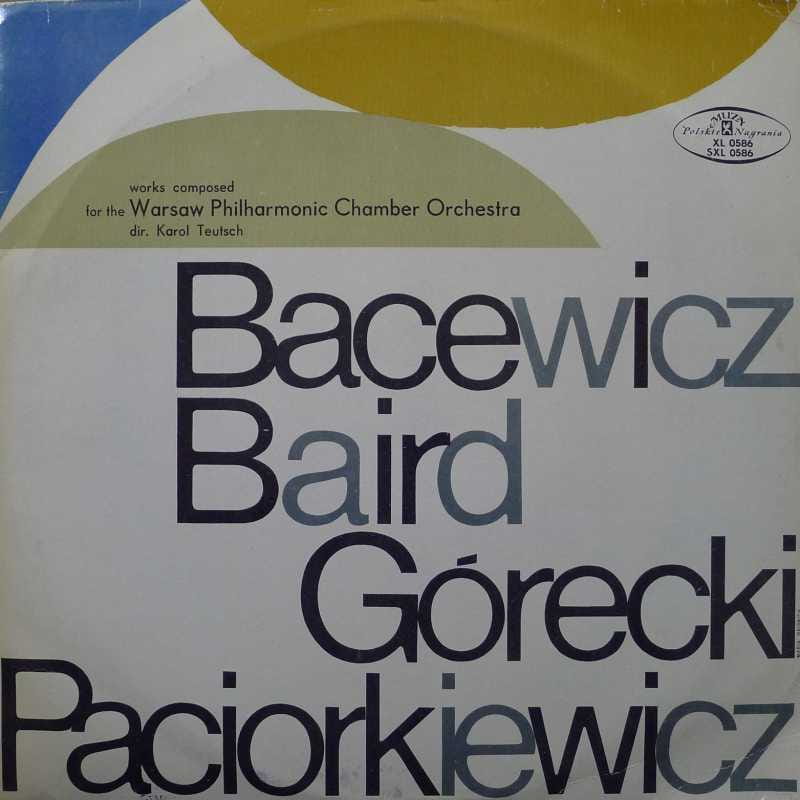 MUZA
Polskie Nagrania
XL 0586
SXL 0586
works composed
for the Warsaw Philharmonic Chamber Orchestra
dir. Karol Teutsch
Bacewicz
Baird
Górecki
Paciorkiewicz